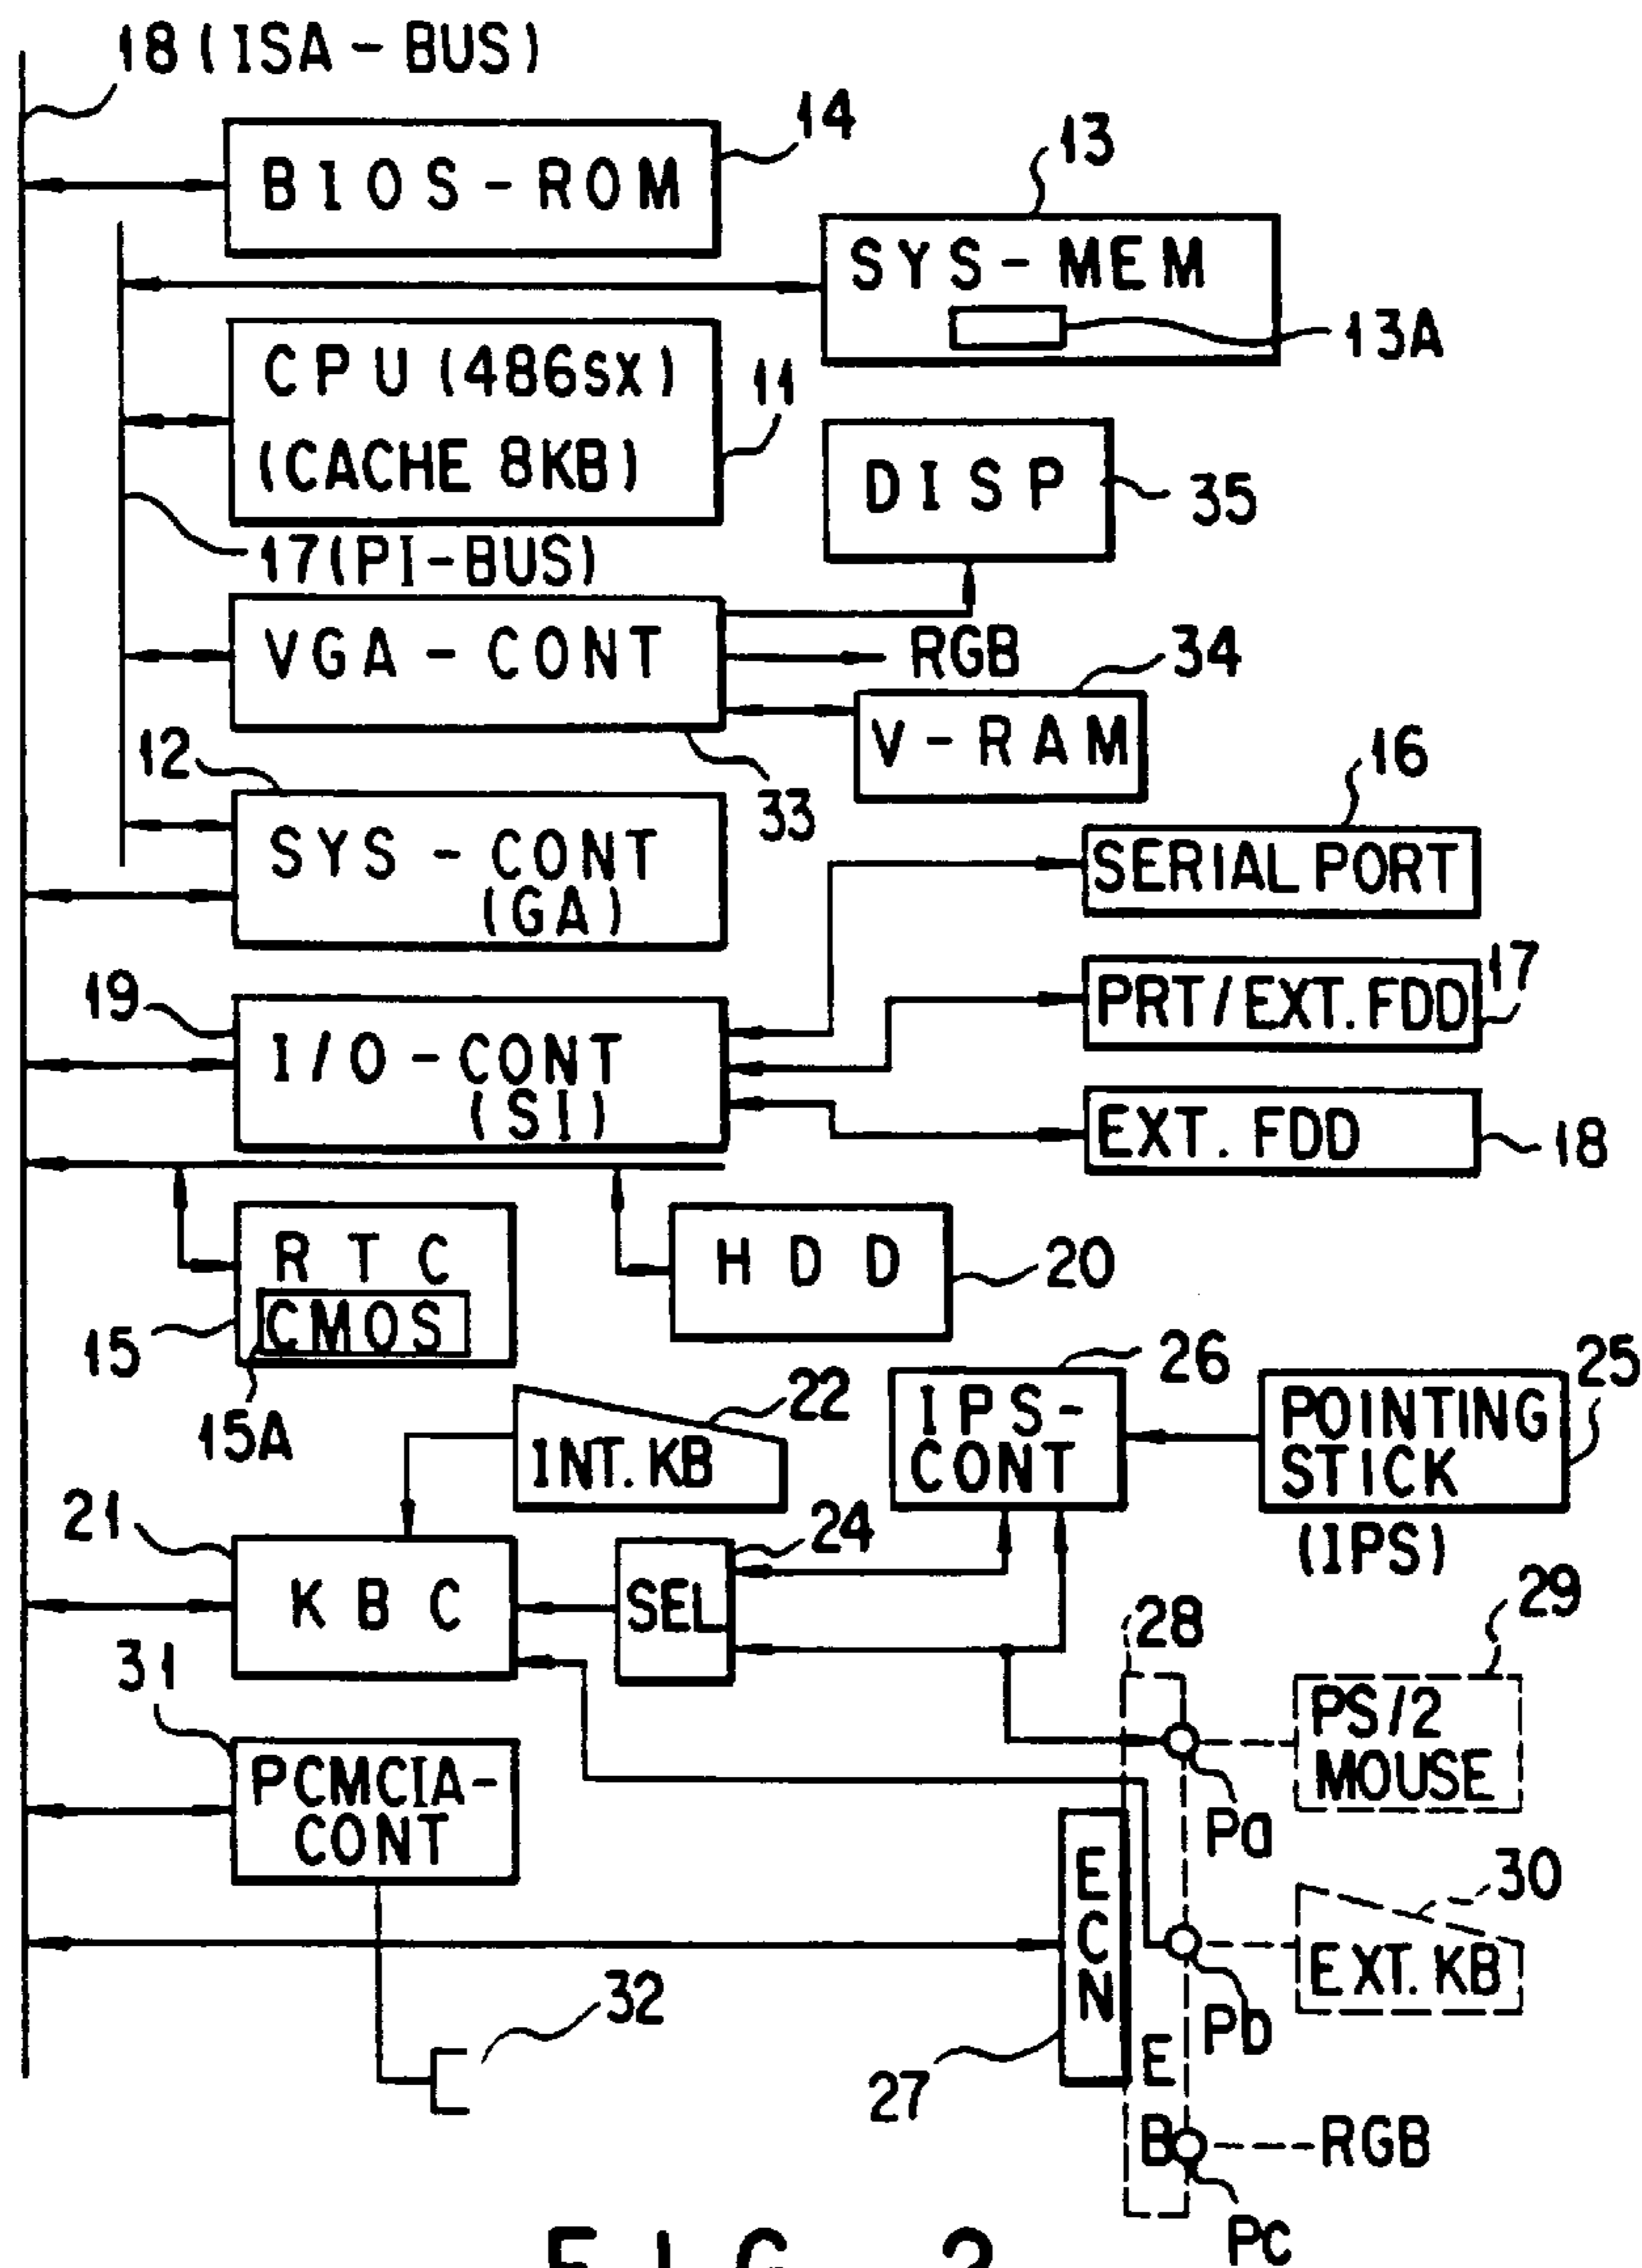 18 (ISA - BUS)
BIOS-ROM
14
13
SYS-MEM
13A
CPU (486SX)
(CACHE 8KB)
11
DISP
35
17 (PI-BUS)
VGA-CONT
RGB
34
V-RAM
33
12
SYS-CONT
(GA)
16
SERIAL PORT
17
PRT/EXT. FDD
19
I/O-CONT
(SI)
EXT. FDD
18
RTC
CMOS
15
15A
HDD
20
22
INT. KB
26
IPS-
CONT
25
POINTING
STICK
(IPS)
21
KBC
24
SEL
28
29
PS/2
MOUSE
Pa
31
PCMCIA-
CONT
ECN
27
30
EXT. KB
Pb
32
EB
RGB
Pc